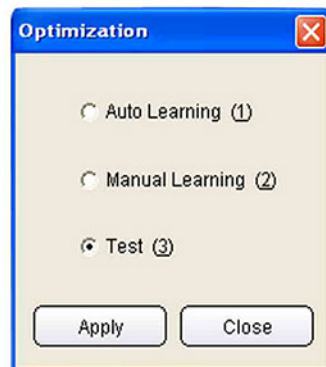 Optimization
Auto Learning (1)
Manual Learning (2)
Test (3)
Apply Close